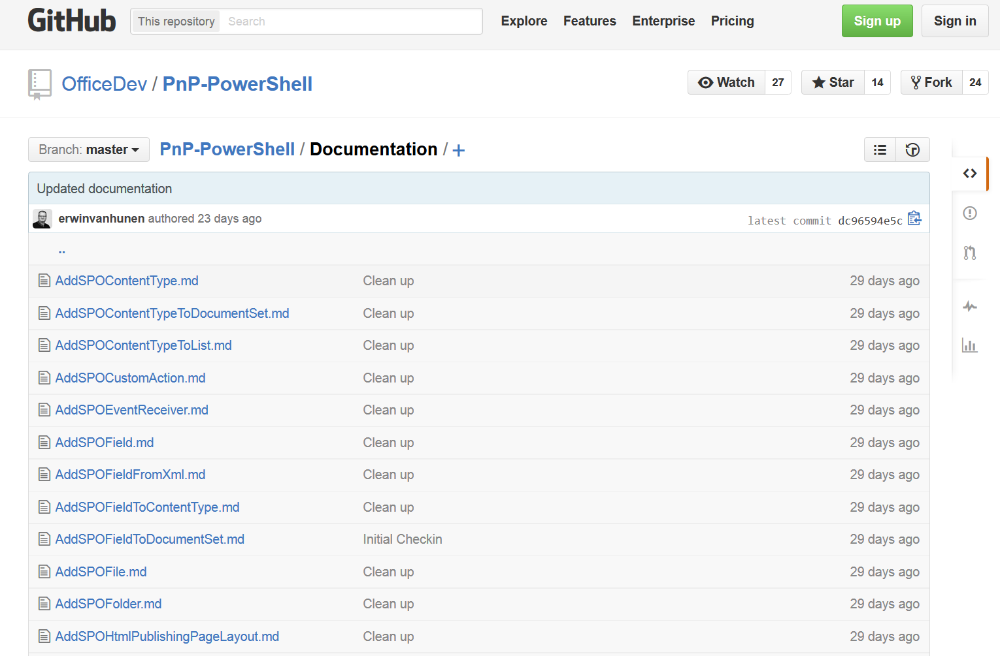 GitHub This repository Search Explore Features Enterprise Pricing Sign up Sign in
OfficeDev / PnP-PowerShell Watch 27 Star 14 Fork 24
Branch: master PnP-PowerShell / Documentation / +
Updated documentation
erwinvanhunen authored 23 days ago latest commit dc96594e5c
..
AddSPOContentType.md Clean up 29 days ago
AddSPOContentTypeToDocumentSet.md Clean up 29 days ago
AddSPOContentTypeToList.md Clean up 29 days ago
AddSPOCustomAction.md Clean up 29 days ago
AddSPOEventReceiver.md Clean up 29 days ago
AddSPOField.md Clean up 29 days ago
AddSPOFieldFromXml.md Clean up 29 days ago
AddSPOFieldToContentType.md Clean up 29 days ago
AddSPOFieldToDocumentSet.md Initial Checkin 29 days ago
AddSPOFile.md Clean up 29 days ago
AddSPOFolder.md Clean up 29 days ago
AddSPOHtmlPublishingPageLayout.md Clean up 29 days ago